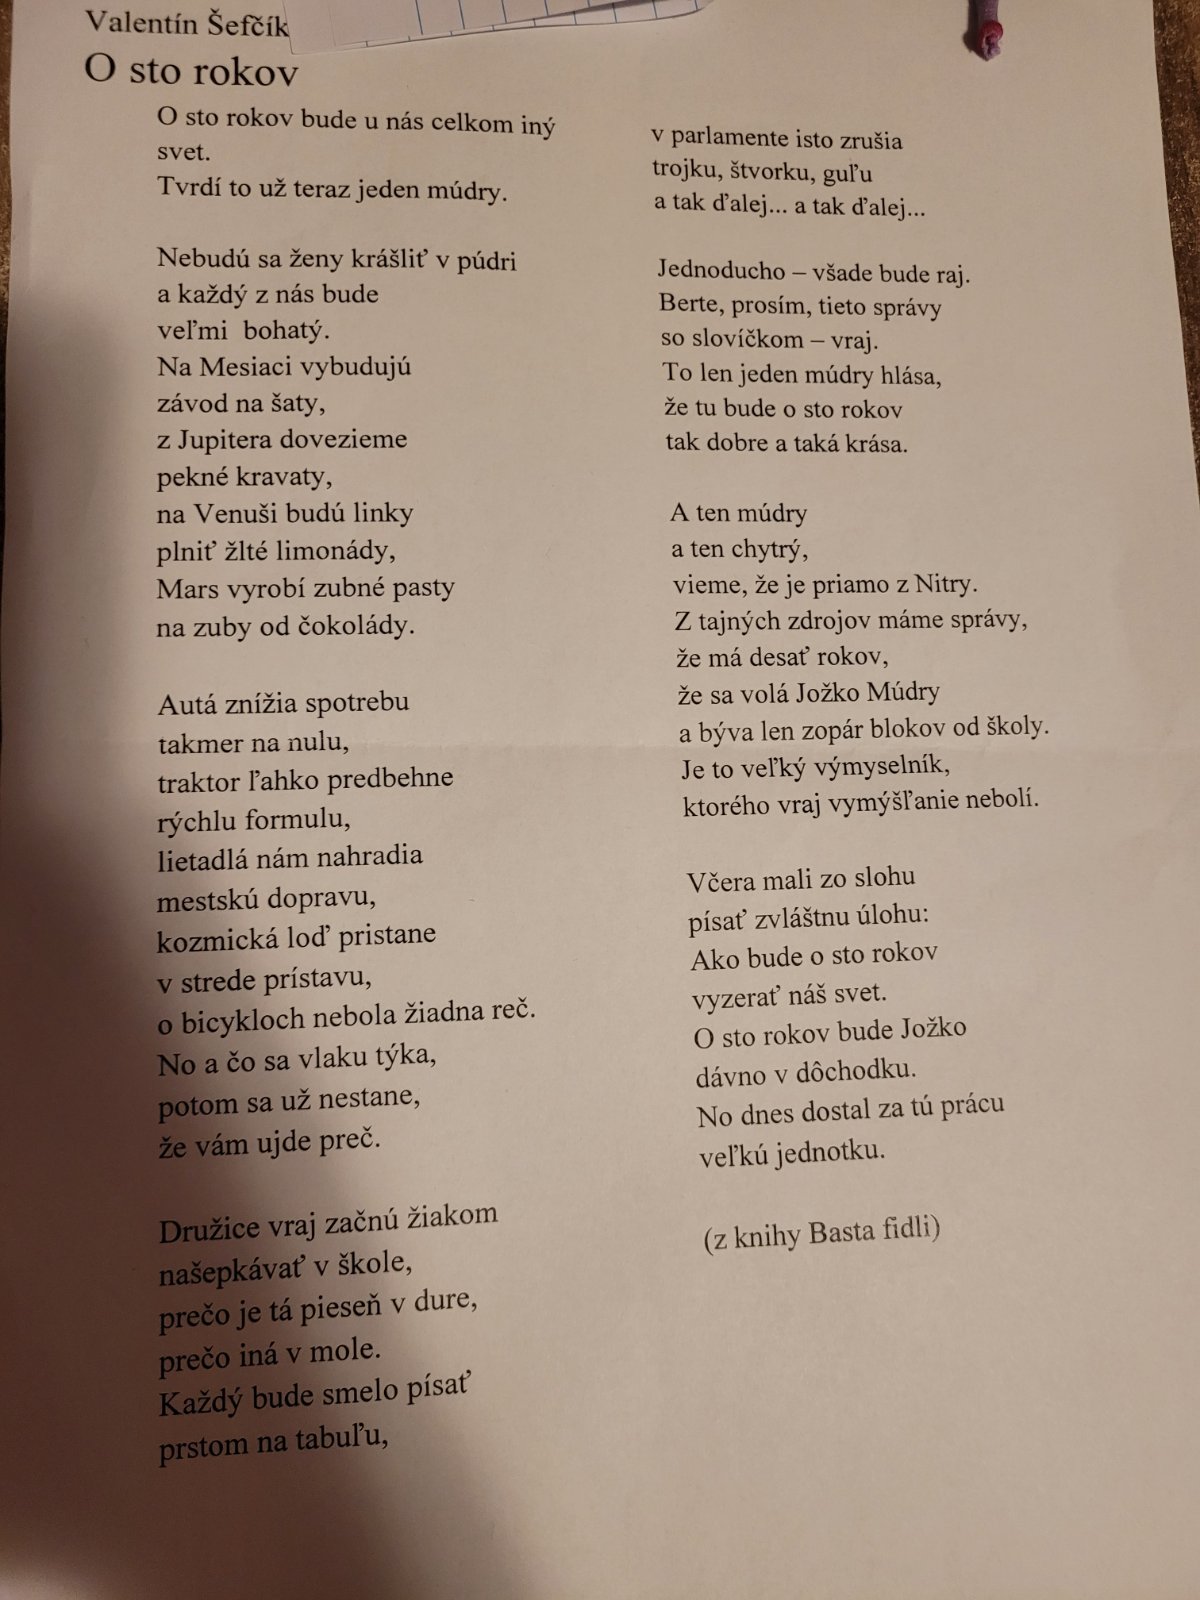 Valentín Šefčík
O sto rokov
O sto rokov bude u nás celkom iný
svet.
Tvrdí to už teraz jeden múdry.

Nebudú sa ženy krášliť v púdri
a každý z nás bude
veľmi  bohatý.
Na Mesiaci vybudujú
závod na šaty,
z Jupitera dovezieme
pekné kravaty,
na Venuši budú linky
plniť žlté limonády,
Mars vyrobí zubné pasty
na zuby od čokolády.

Autá znížia spotrebu
takmer na nulu,
traktor ľahko predbehne
rýchlu formulu,
lietadlá nám nahradia
mestskú dopravu,
kozmická loď pristane
v strede prístavu,
o bicykloch nebola žiadna reč.
No a čo sa vlaku týka,
potom sa už nestane,
že vám ujde preč.

Družice vraj začnú žiakom
našepkávať v škole,
prečo je tá pieseň v dure,
prečo iná v mole.
Každý bude smelo písať
prstom na tabuľu,
v parlamente isto zrušia
trojku, štvorku, guľu
a tak ďalej... a tak ďalej...

Jednoducho – všade bude raj.
Berte, prosím, tieto správy
so slovíčkom – vraj.
To len jeden múdry hlása,
že tu bude o sto rokov
tak dobre a taká krása.

A ten múdry
a ten chytrý,
vieme, že je priamo z Nitry.
Z tajných zdrojov máme správy,
že má desať rokov,
že sa volá Jožko Múdry
a býva len zopár blokov od školy.
Je to veľký výmyselník,
ktorého vraj vymýšľanie nebolí.

Včera mali zo slohu
písať zvláštnu úlohu:
Ako bude o sto rokov
vyzerať náš svet.
O sto rokov bude Jožko
dávno v dôchodku.
No dnes dostal za tú prácu
veľkú jednotku.

(z knihy Basta fidli)